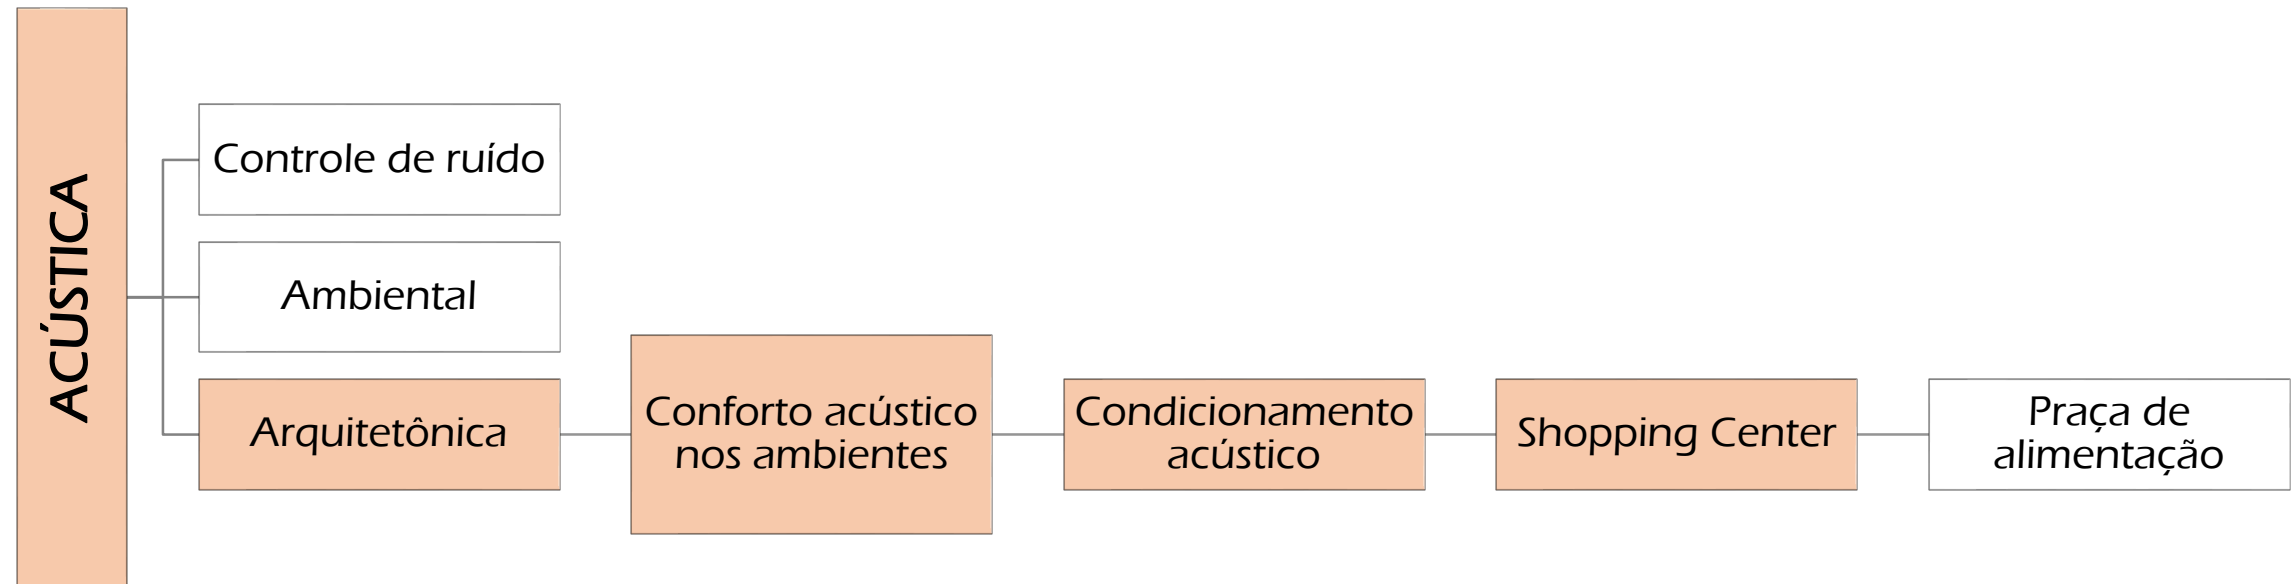 ACÚSTICA
Controle de ruído
Ambiental
Arquitetônica
Conforto acústico
nos ambientes
Condicionamento
acústico
Shopping Center
Praça de
alimentação